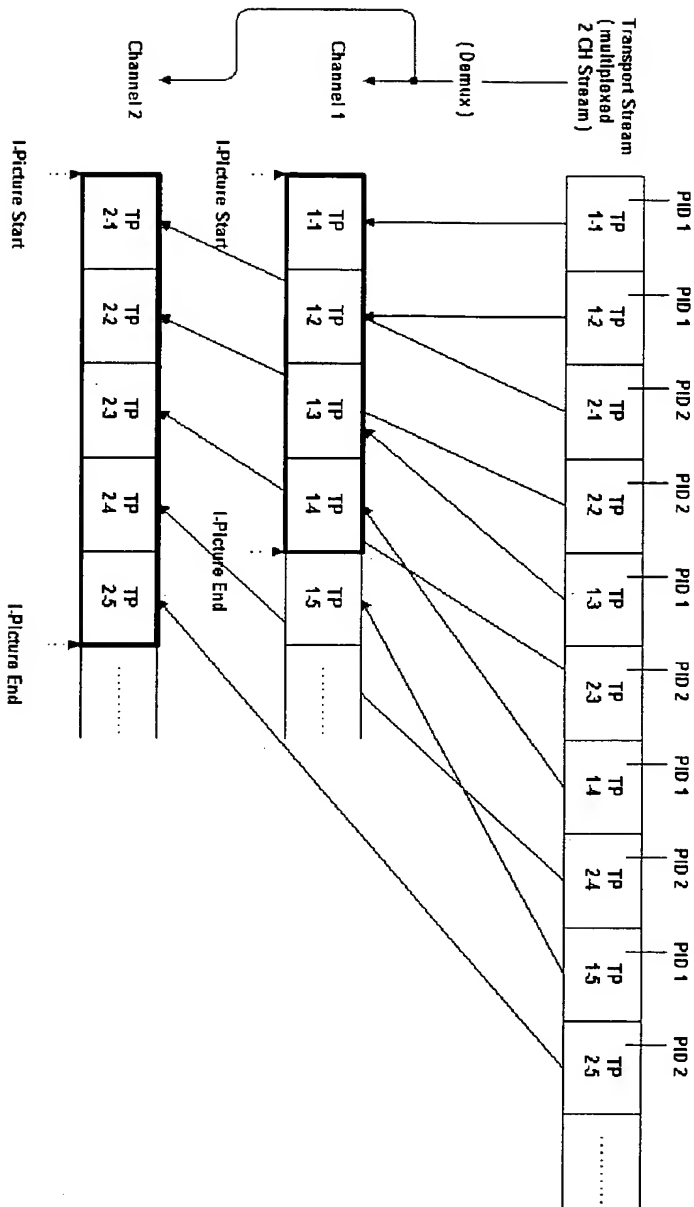 Transport Stream
( multiplexed
2 CH Stream )
PID 1
PID 1
PID 2
PID 2
PID 1
PID 2
PID 1
PID 2
PID 1
PID 2
TP
1-1
TP
1-2
TP
2-1
TP
2-2
TP
1-3
TP
2-3
TP
1-4
TP
2-4
TP
1-5
TP
2-5
............
( Demux )
Channel 1
TP
1-1
TP
1-2
TP
1-3
TP
1-4
TP
1-5
............
I-Picture Start
I-Picture End
Channel 2
TP
2-1
TP
2-2
TP
2-3
TP
2-4
TP
2-5
............
I-Picture Start
I-Picture End